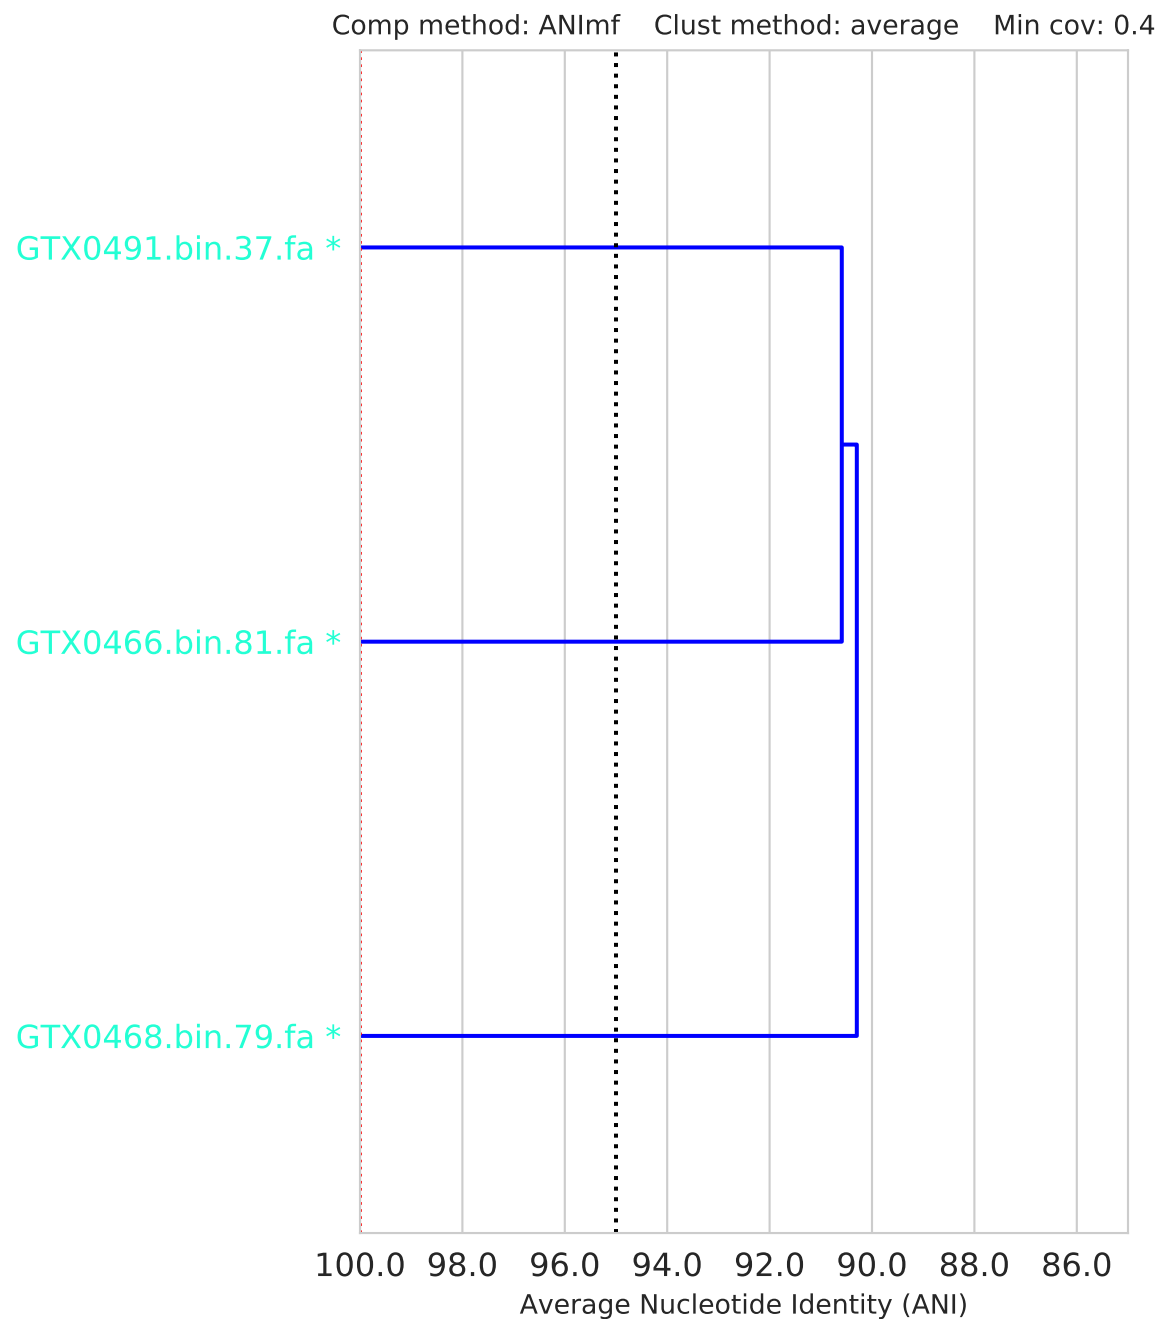 Comp method: ANImf    Clust method: average    Min cov: 0.4
GTX0491.bin.37.fa *
GTX0466.bin.81.fa *
GTX0468.bin.79.fa *
100.0 98.0 96.0 94.0 92.0 90.0 88.0 86.0
Average Nucleotide Identity (ANI)